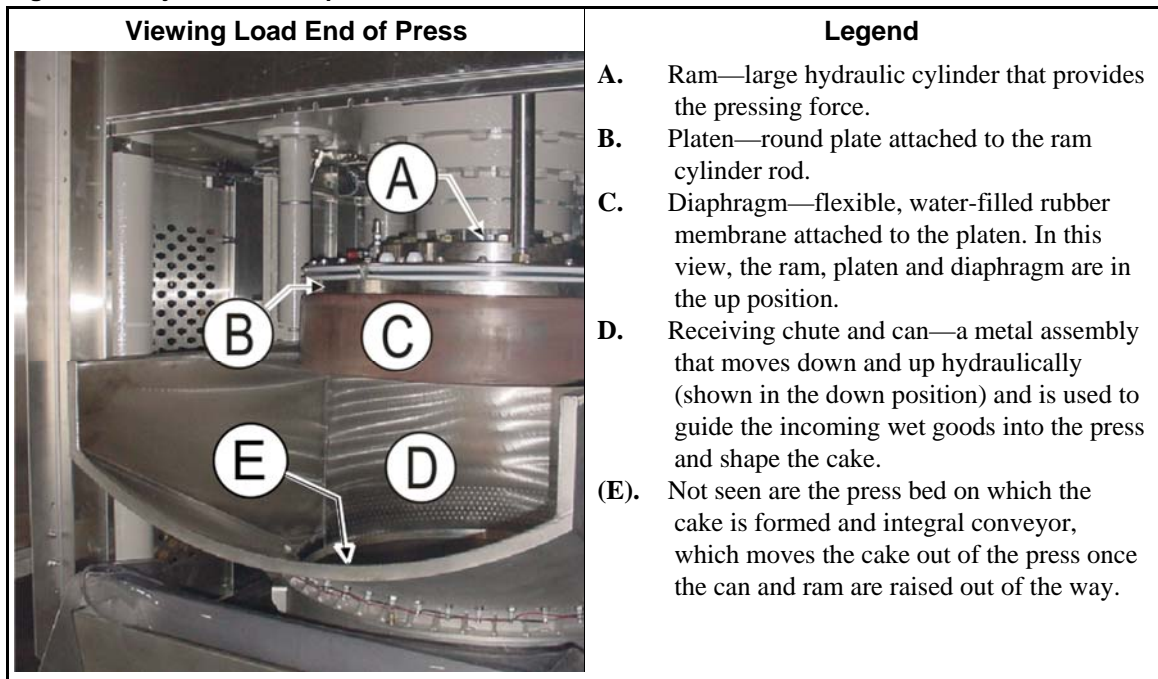 Viewing Load End of Press
A
B
C
D
E
Legend
A. Ram—large hydraulic cylinder that provides
the pressing force.
B. Platen—round plate attached to the ram
cylinder rod.
C. Diaphragm—flexible, water-filled rubber
membrane attached to the platen. In this
view, the ram, platen and diaphragm are in
the up position.
D. Receiving chute and can—a metal assembly
that moves down and up hydraulically
(shown in the down position) and is used to
guide the incoming wet goods into the press
and shape the cake.
(E). Not seen are the press bed on which the
cake is formed and integral conveyor,
which moves the cake out of the press once
the can and ram are raised out of the way.